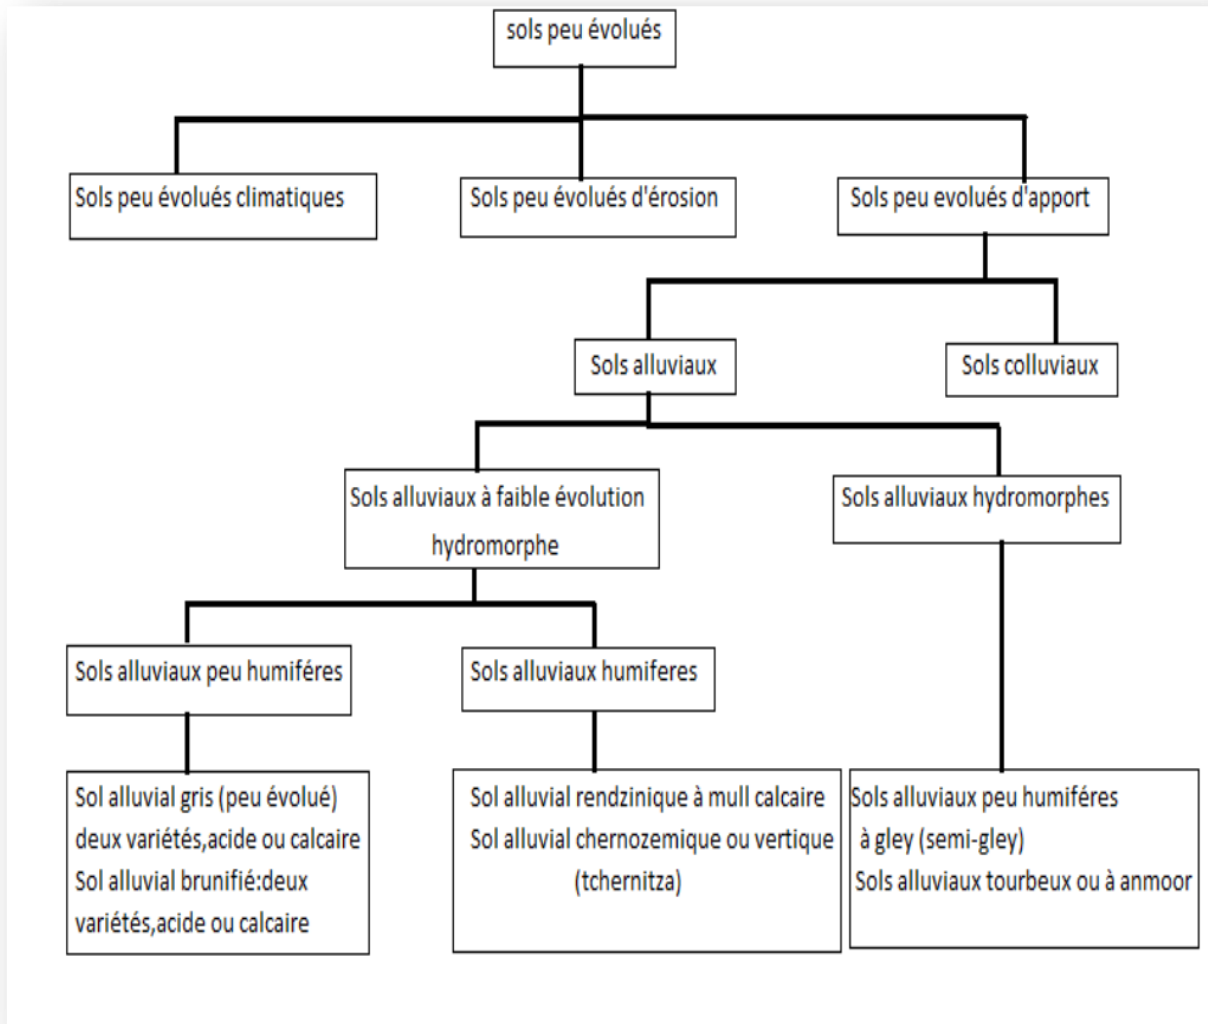 sols peu évolués
Sols peu évolués climatiques
Sols peu évolués d'érosion
Sols peu evolués d'apport
Sols alluviaux
Sols colluviaux
Sols alluviaux à faible évolution
hydromorphe
Sols alluviaux hydromorphes
Sols alluviaux peu humiféres
Sols alluviaux humiferes
Sol alluvial gris (peu évolué)
deux variétés,acide ou calcaire
Sol alluvial brunifié:deux
variétés,acide ou calcaire
Sol alluvial rendzinique à mull calcaire
Sol alluvial chernozemique ou vertique
(tchernitza)
Sols alluviaux peu humiféres
à gley (semi-gley)
Sols alluviaux tourbeux ou à anmoor